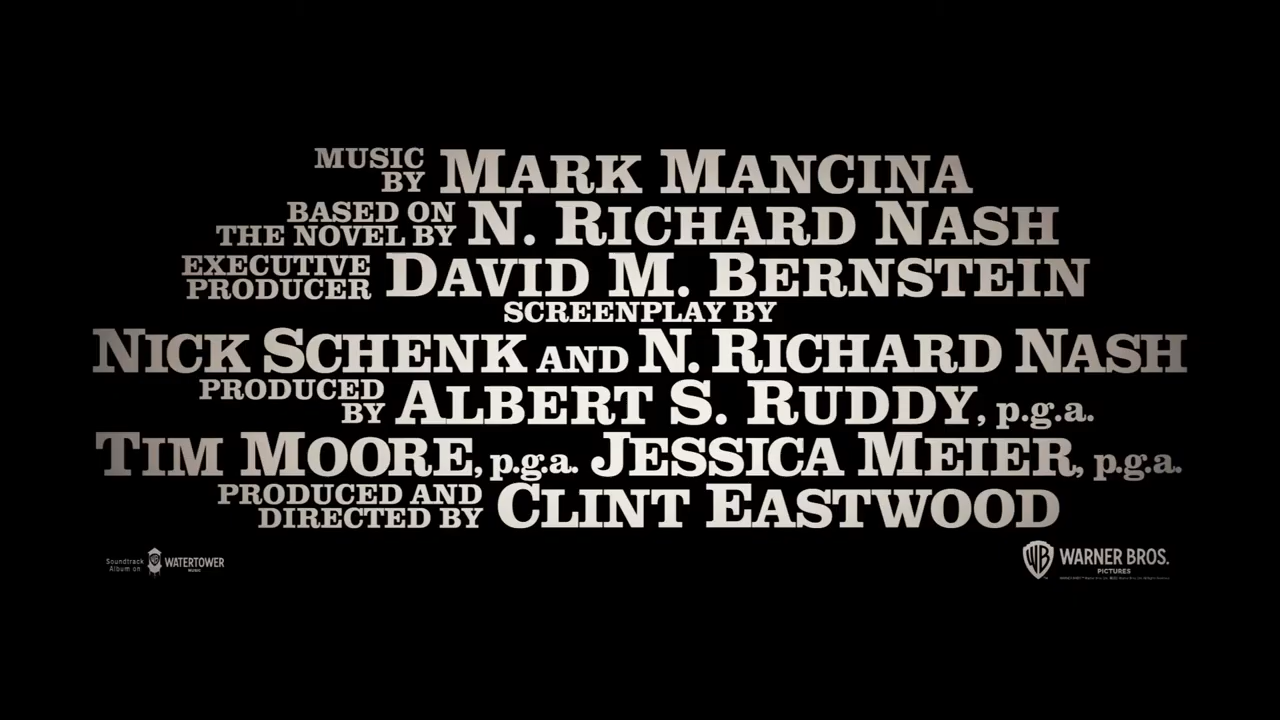 MUSIC BY MARK MANCINA
BASED ON THE NOVEL BY N. RICHARD NASH
EXECUTIVE PRODUCER DAVID M. BERNSTEIN
SCREENPLAY BY
NICK SCHENK AND N. RICHARD NASH
PRODUCED BY ALBERT S. RUDDY, p.g.a.
TIM MOORE, p.g.a. JESSICA MEIER, p.g.a.
PRODUCED AND DIRECTED BY CLINT EASTWOOD
Soundtrack Album on WATERTOWER MUSIC
WB WARNER BROS. PICTURES